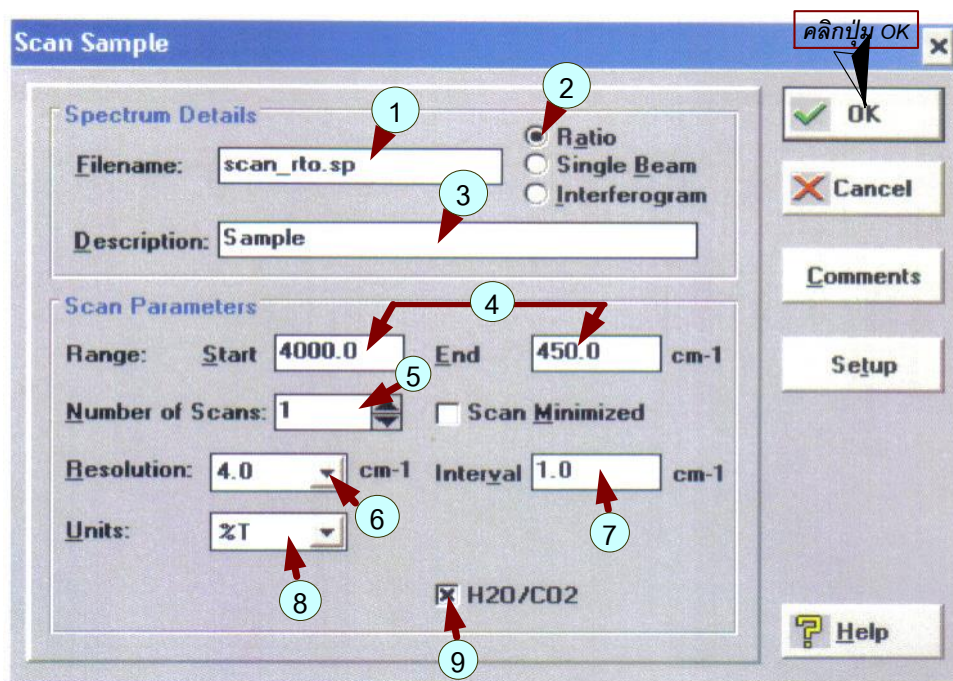 คลิกปุ่ม OK
Scan Sample
OK
Cancel
Comments
Setup
Help
Spectrum Details
1
2
Filename: scan_rto.sp
Ratio
Single Beam
Interferogram
3
Description: Sample
Scan Parameters
4
Range: Start 4000.0 End 450.0 cm-1
5
Number of Scans: 1 Scan Minimized
Resolution: 4.0 cm-1 Interval 1.0 cm-1
6
7
Units: %T
8
H2O/CO2
9